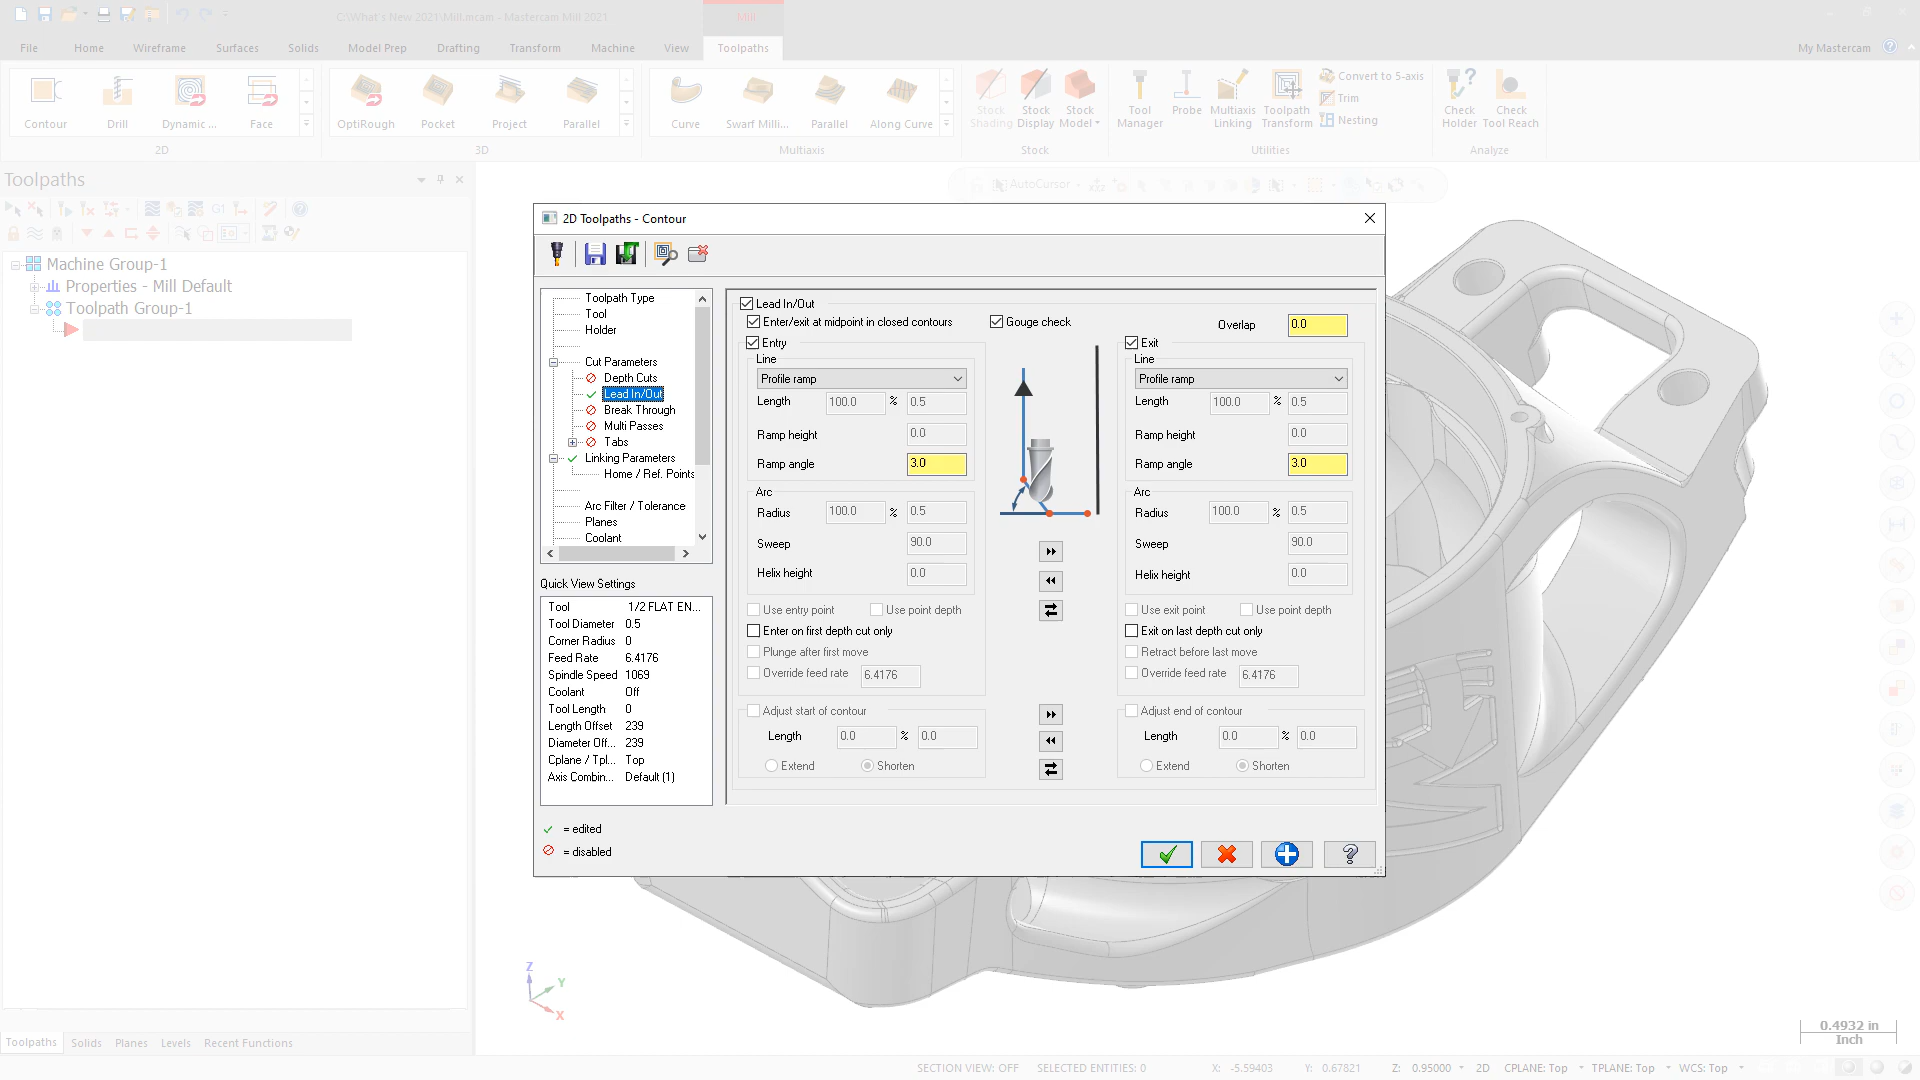 C:\What's New 2021\Mill.mcam - Mastercam Mill 2021
Mill
File Home Wireframe Surfaces Solids Model Prep Drafting Transform Machine View Toolpaths My Mastercam
Contour Drill Dynamic ... Face
2D
OptiRough Pocket Project Parallel
3D
Curve Swarf Milli... Parallel Along Curve
Multiaxis
Stock Shading
Stock Display
Stock Model
Stock
Tool Manager
Probe
Multiaxis Linking
Toolpath Transform
Convert to 5-axis
Trim
Nesting
Utilities
Check Holder
Check Tool Reach
Analyze
Toolpaths
AutoCursor
G1
Machine Group-1
Properties - Mill Default
Toolpath Group-1
2D Toolpaths - Contour
Toolpath Type
Tool
Holder
Cut Parameters
Depth Cuts
Lead In/Out
Break Through
Multi Passes
Tabs
Linking Parameters
Home / Ref. Points
Arc Filter / Tolerance
Planes
Coolant
Quick View Settings
Tool 1/2 FLAT EN...
Tool Diameter 0.5
Corner Radius 0
Feed Rate 6.4176
Spindle Speed 1069
Coolant Off
Tool Length 0
Length Offset 239
Diameter Off... 239
Cplane / Tpl... Top
Axis Combin... Default (1)
= edited
= disabled
Lead In/Out
Enter/exit at midpoint in closed contours
Gouge check
Overlap 0.0
Entry
Line
Profile ramp
Length 100.0 % 0.5
Ramp height 0.0
Ramp angle 3.0
Arc
Radius 100.0 % 0.5
Sweep 90.0
Helix height 0.0
Use entry point Use point depth
Enter on first depth cut only
Plunge after first move
Override feed rate 6.4176
Adjust start of contour
Length 0.0 % 0.0
Extend Shorten
Exit
Line
Profile ramp
Length 100.0 % 0.5
Ramp height 0.0
Ramp angle 3.0
Arc
Radius 100.0 % 0.5
Sweep 90.0
Helix height 0.0
Use exit point Use point depth
Exit on last depth cut only
Retract before last move
Override feed rate 6.4176
Adjust end of contour
Length 0.0 % 0.0
Extend Shorten
Z
Y
X
0.4932 in
Inch
Toolpaths Solids Planes Levels Recent Functions
SECTION VIEW: OFF SELECTED ENTITIES: 0 X: -5.59403 Y: 0.67821 Z: 0.95000 2D CPLANE: Top TPLANE: Top WCS: Top